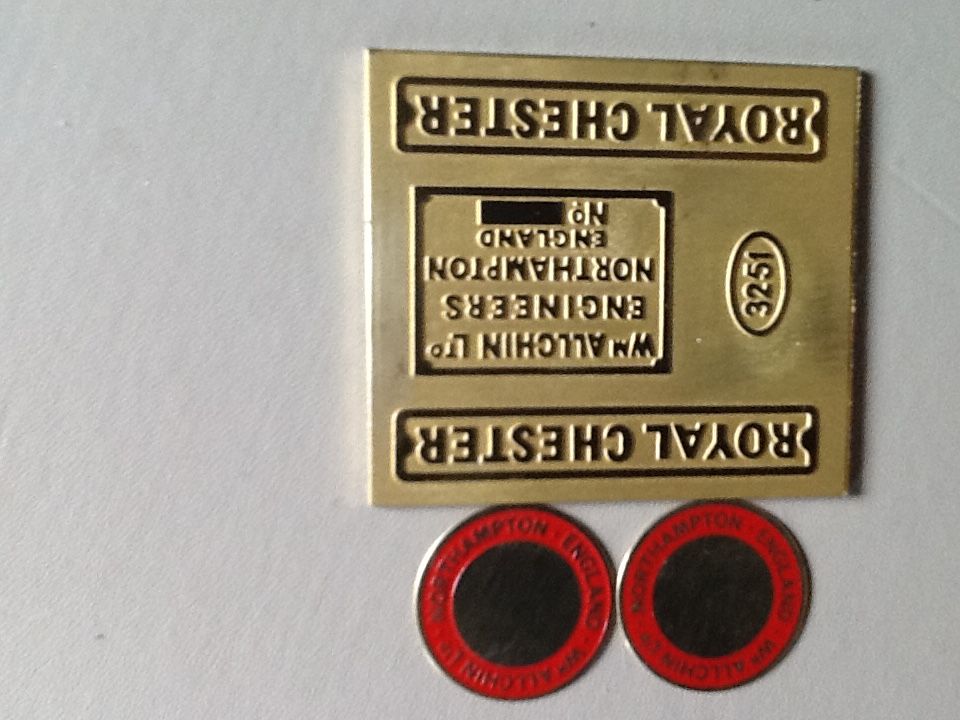 ROYAL CHESTER
Wᴹ ALLCHIN Lᵀᴰ
ENGINEERS
NORTHAMPTON
ENGLAND
Nº
3251
ROYAL CHESTER
Wᴹ ALLCHIN Lᵀᴰ · NORTHAMPTON · ENGLAND ·
Wᴹ ALLCHIN Lᵀᴰ · NORTHAMPTON · ENGLAND ·